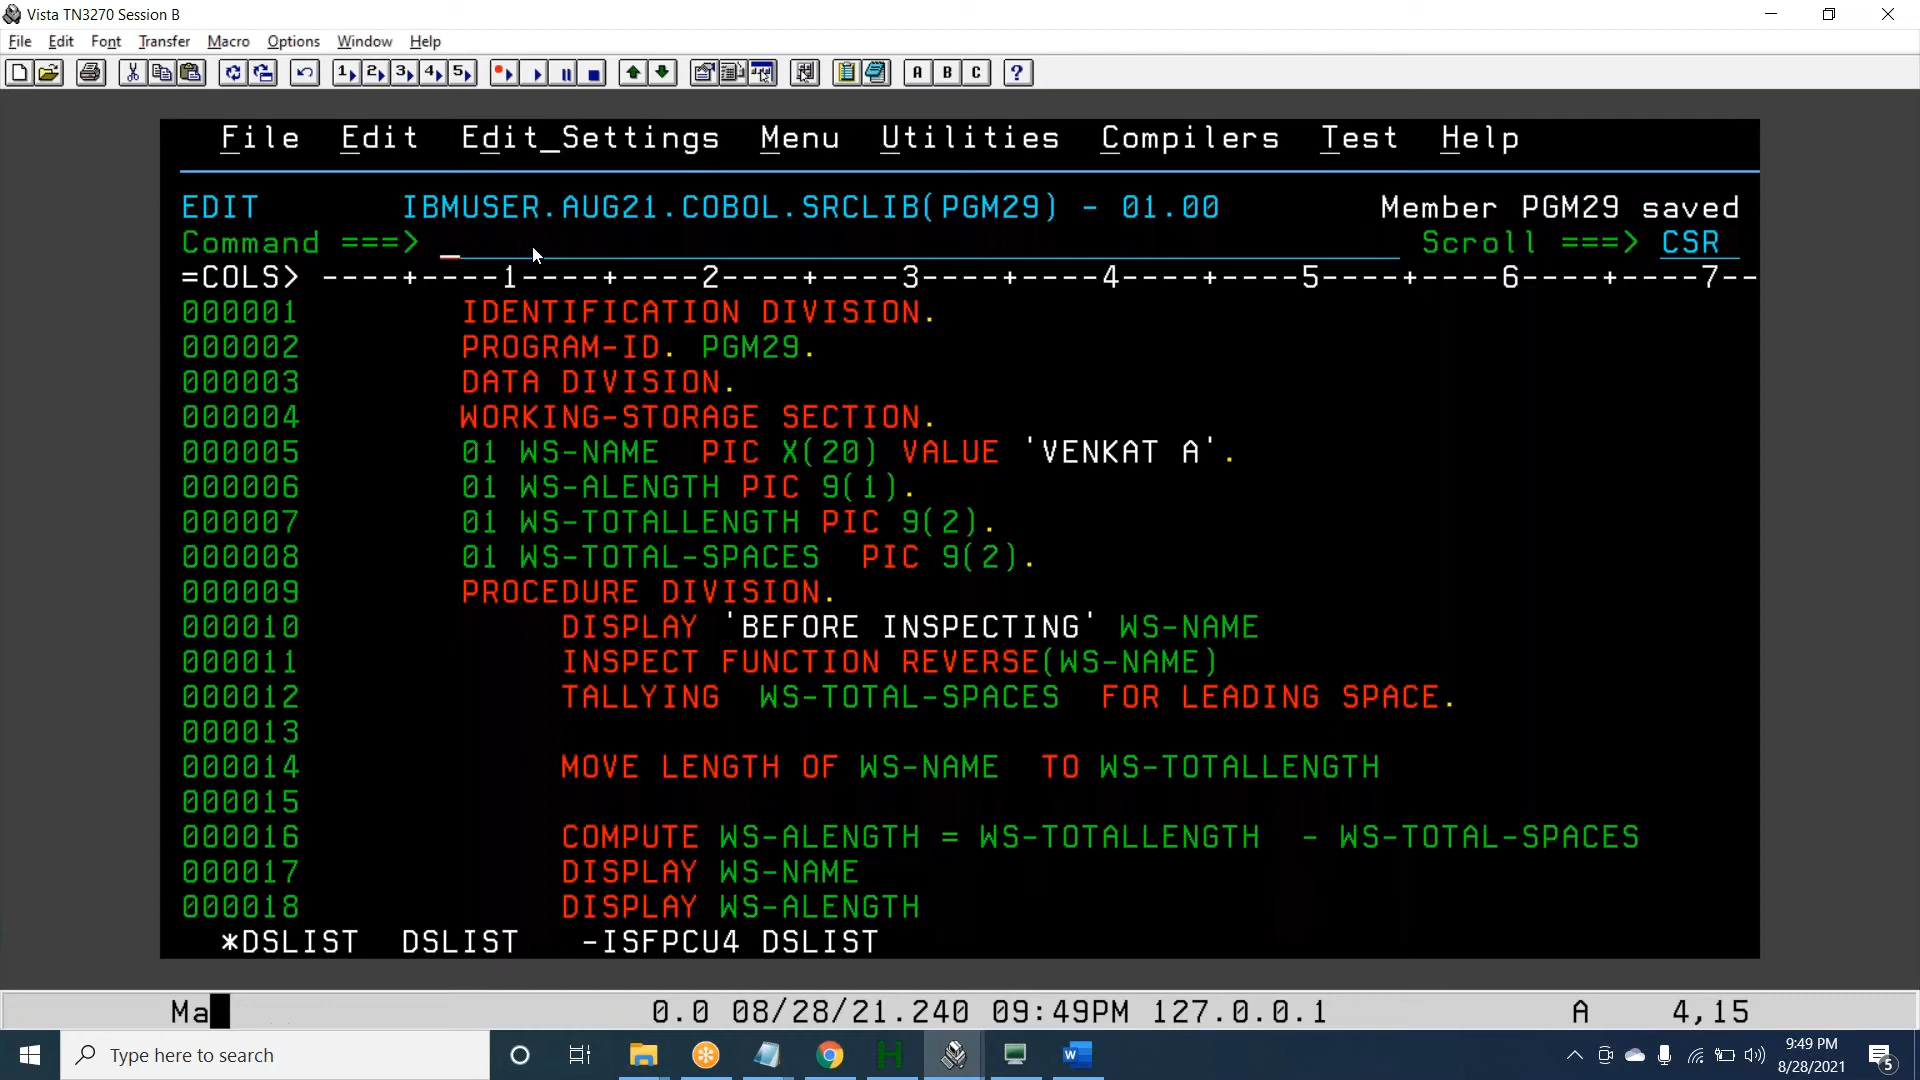 Vista TN3270 Session B
File Edit Font Transfer Macro Options Window Help
1 2 3 4 5 A B C ?
File Edit Edit_Settings Menu Utilities Compilers Test Help
EDIT IBMUSER.AUG21.COBOL.SRCLIB(PGM29) - 01.00 Member PGM29 saved
Command ===> Scroll ===> CSR
=COLS> ----+----1----+----2----+----3----+----4----+----5----+----6----+----7--
000001 IDENTIFICATION DIVISION.
000002 PROGRAM-ID. PGM29.
000003 DATA DIVISION.
000004 WORKING-STORAGE SECTION.
000005 01 WS-NAME PIC X(20) VALUE 'VENKAT A'.
000006 01 WS-ALENGTH PIC 9(1).
000007 01 WS-TOTALLENGTH PIC 9(2).
000008 01 WS-TOTAL-SPACES PIC 9(2).
000009 PROCEDURE DIVISION.
000010 DISPLAY 'BEFORE INSPECTING' WS-NAME
000011 INSPECT FUNCTION REVERSE(WS-NAME)
000012 TALLYING WS-TOTAL-SPACES FOR LEADING SPACE.
000013
000014 MOVE LENGTH OF WS-NAME TO WS-TOTALLENGTH
000015
000016 COMPUTE WS-ALENGTH = WS-TOTALLENGTH - WS-TOTAL-SPACES
000017 DISPLAY WS-NAME
000018 DISPLAY WS-ALENGTH
*DSLIST DSLIST -ISFPCU4 DSLIST
Ma 0.0 08/28/21.240 09:49PM 127.0.0.1 A 4,15
Type here to search
9:49 PM
8/28/2021
5